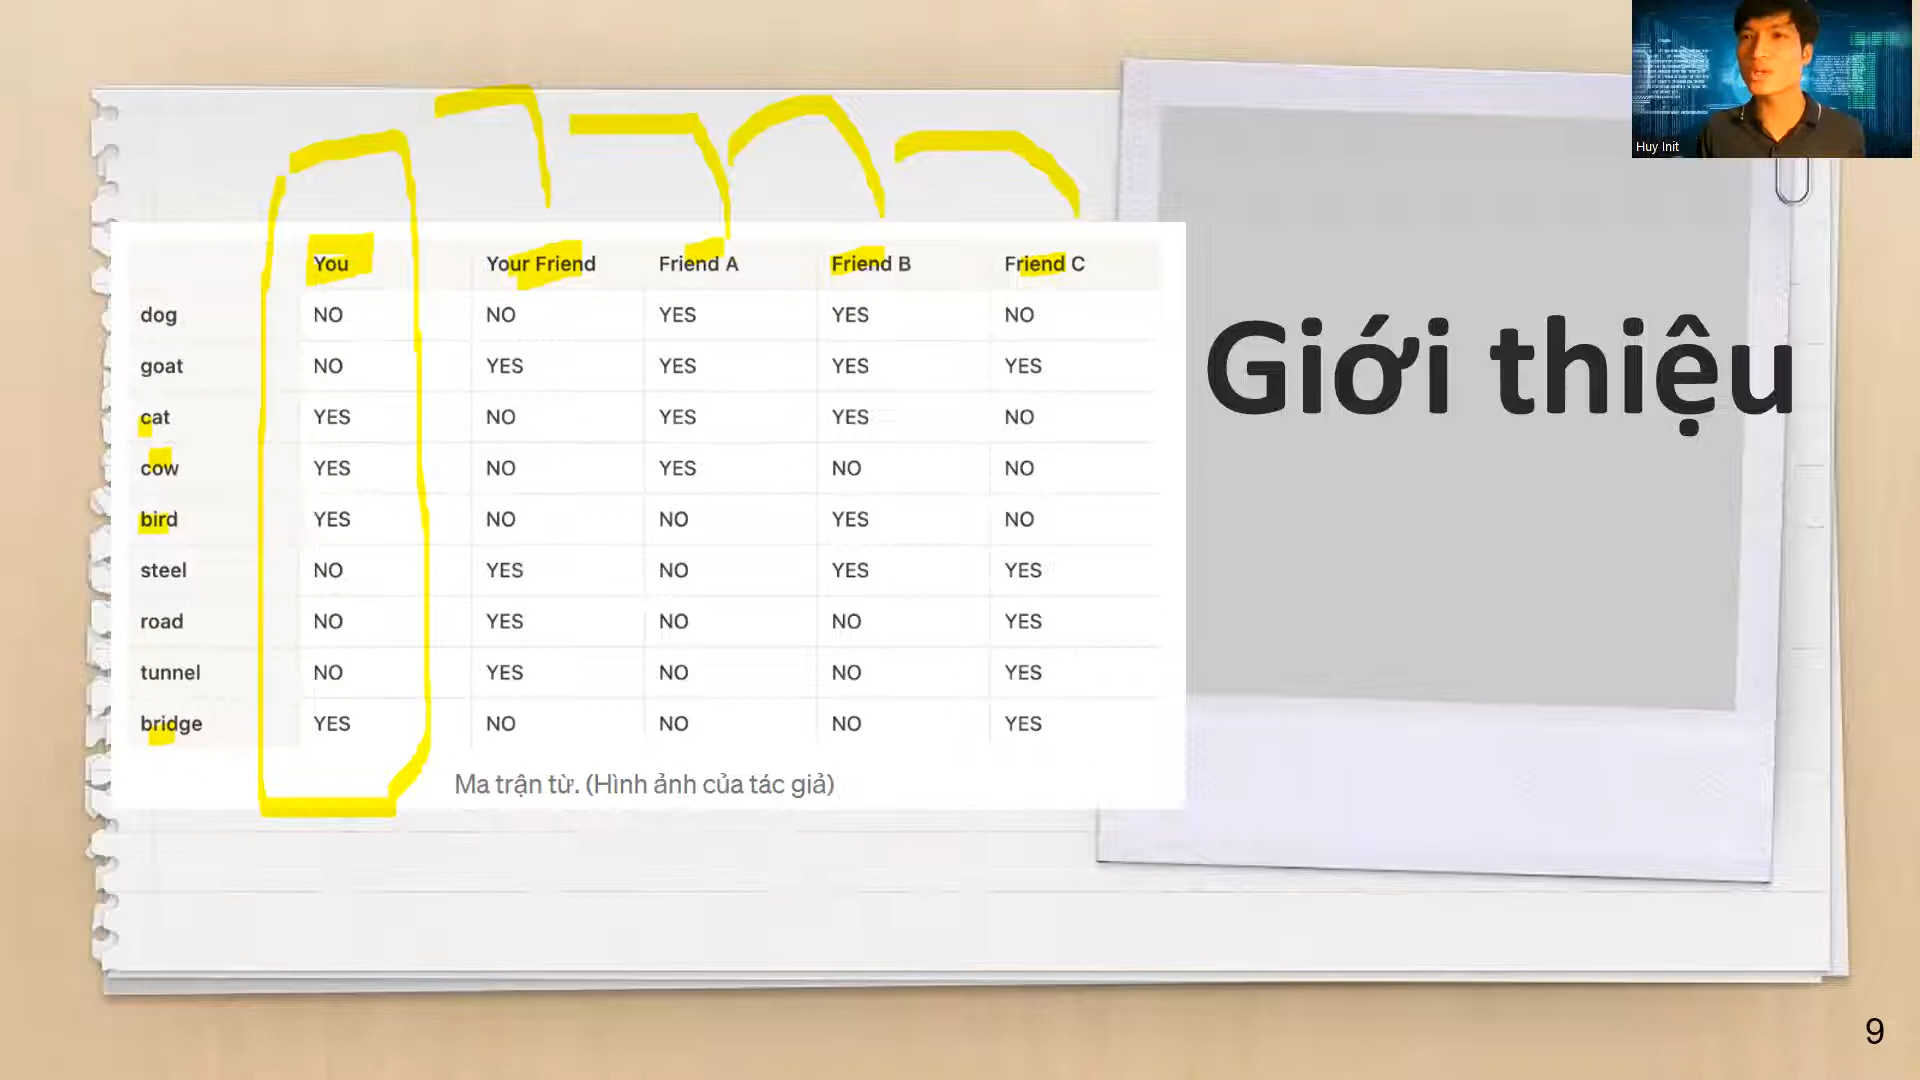 Huy Init
You Your Friend Friend A Friend B Friend C
dog NO NO YES YES NO
goat NO YES YES YES YES
cat YES NO YES YES NO
cow YES NO YES NO NO
bird YES NO NO YES NO
steel NO YES NO YES YES
road NO YES NO NO YES
tunnel NO YES NO NO YES
bridge YES NO NO NO YES
Ma trận từ. (Hình ảnh của tác giả)
Giới thiệu
9